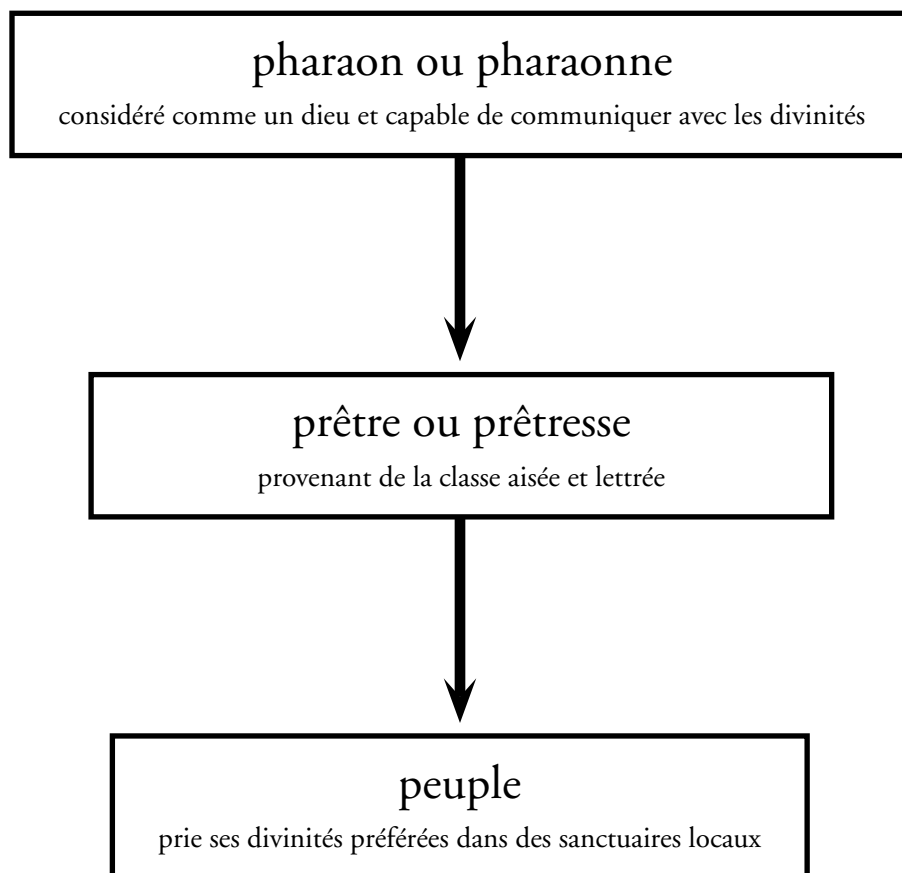 pharaon ou pharaonne
considéré comme un dieu et capable de communiquer avec les divinités
prêtre ou prêtresse
provenant de la classe aisée et lettrée
peuple
prie ses divinités préférées dans des sanctuaires locaux